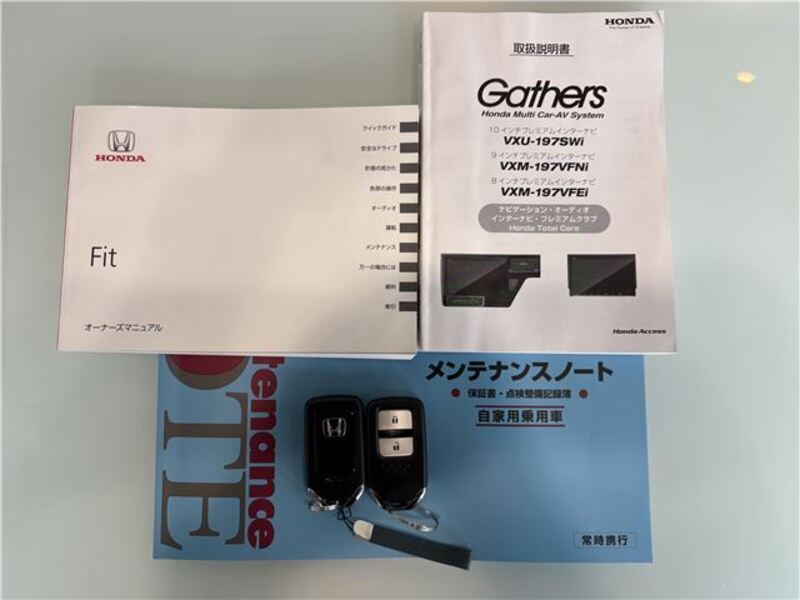 HONDA
クイックガイド
安全なドライブ
計器の見かた
各部の操作
オーディオ
運転
メンテナンス
万一の場合には
資料
索引
Fit
オーナーズマニュアル
HONDA
The Power of Dreams
取扱説明書
Gathers
Honda Multi Car-AV System
10 インチプレミアムインターナビ
VXU-197SWi
9 インチプレミアムインターナビ
VXM-197VFNi
8 インチプレミアムインターナビ
VXM-197VFEi
ナビゲーション・オーディオ
インターナビ・プレミアムクラブ
Honda Total Care
Honda Access
tenance
OTE
メンテナンスノート
保証書・点検整備記録簿
自家用乗用車
常時携行